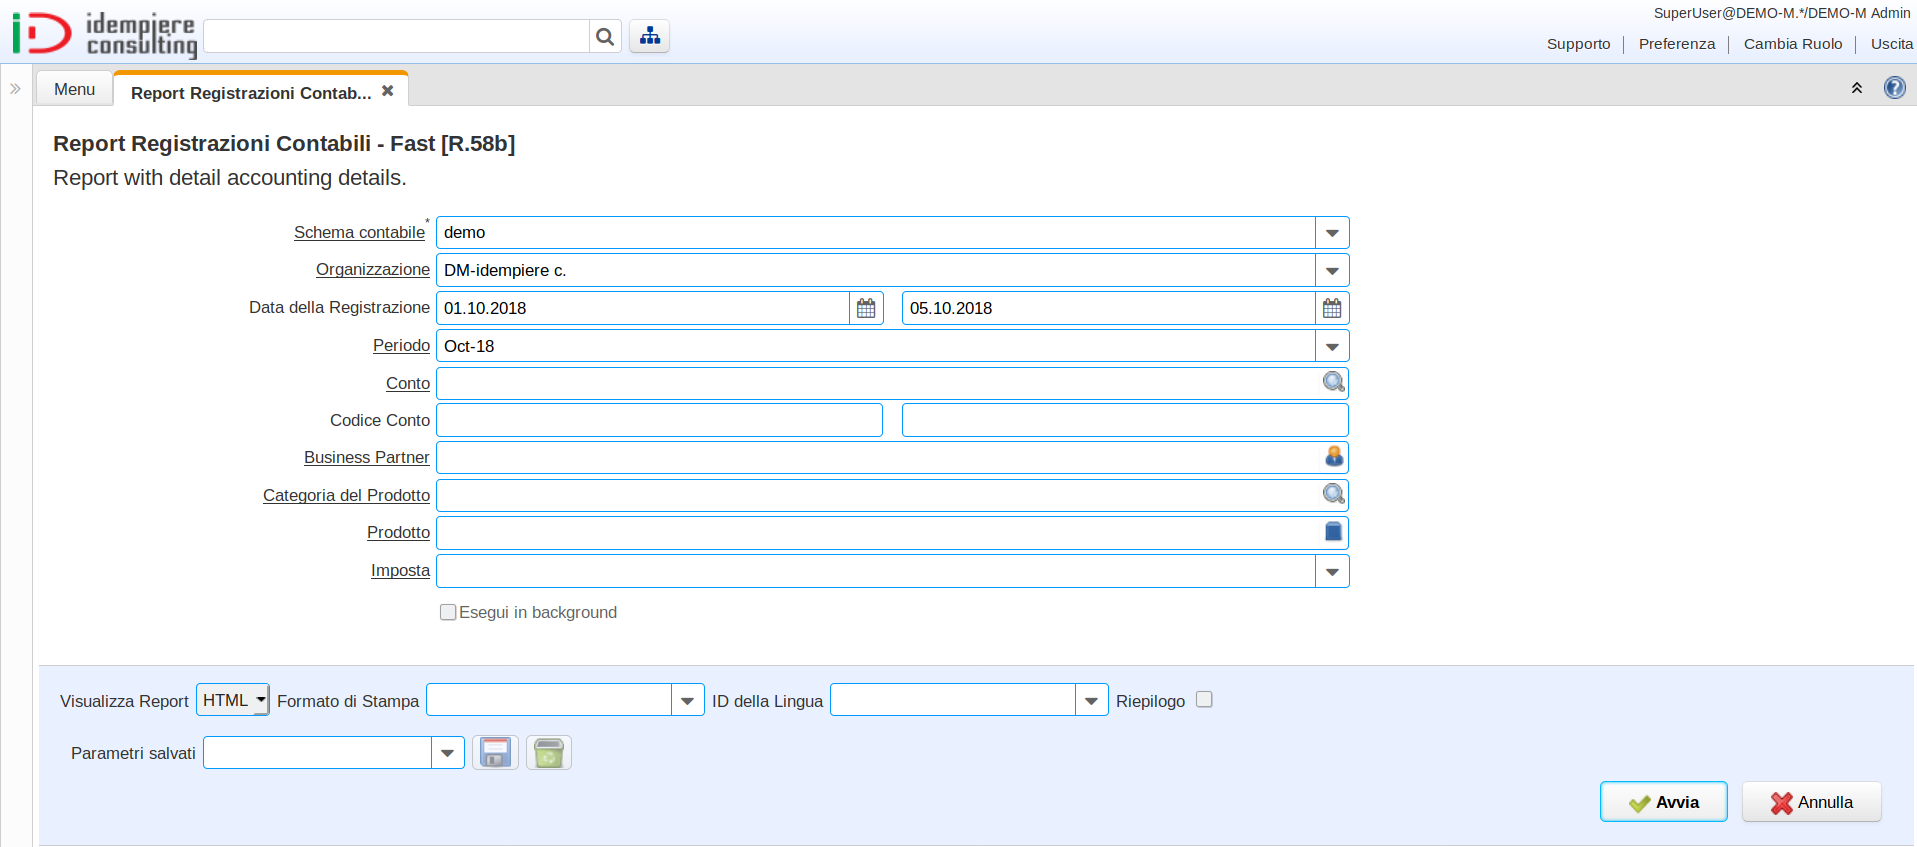 SuperUser@DEMO-M.*/DEMO-M Admin
idempiere
consulting
Supporto
Preferenza
Cambia Ruolo
Uscita
Menu
Report Registrazioni Contab...
Report Registrazioni Contabili - Fast [R.58b]
Report with detail accounting details.
Schema contabile* demo
Organizzazione DM-idempiere c.
Data della Registrazione 01.10.2018 05.10.2018
Periodo Oct-18
Conto
Codice Conto
Business Partner
Categoria del Prodotto
Prodotto
Imposta
Esegui in background
Visualizza Report HTML Formato di Stampa ID della Lingua Riepilogo
Parametri salvati
Avvia Annulla